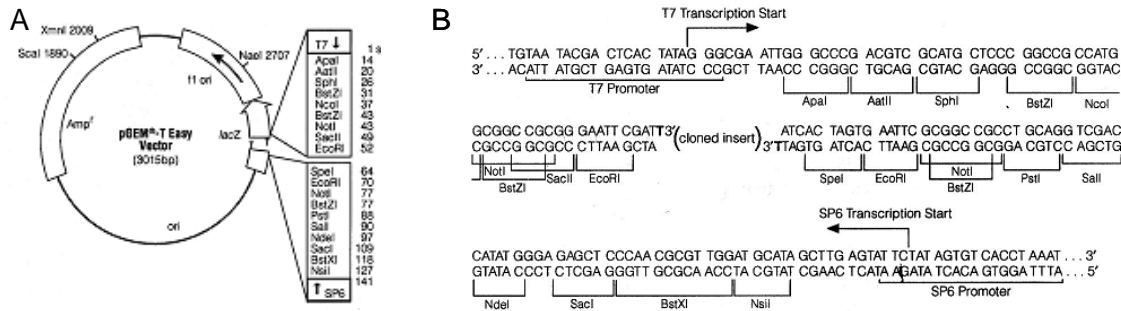 A
XmnI 2009
ScaI 1890
NaeI 2707
f1 ori
Ampr
pGEM®-T Easy
Vector
(3015bp)
lacZ
ori
T7 ↓
1 s
ApaI 14
AatII 20
SphI 26
BstZI 31
NcoI 37
BstZI 43
NotI 43
SacII 49
EcoRI 52
SpeI 64
EcoRI 70
NotI 77
BstZI 77
PstI 88
SalI 90
NdeI 97
SacI 109
BstXI 118
NsiI 127
141
↑ SP6
B
T7 Transcription Start
5′ ... TGTAA TACGA CTCAC TATAG GGCGA ATTGG GCCCG ACGTC GCATG CTCCC GGCCG CCATG
3′ ... ACATT ATGCT GAGTG ATATC CCGCT TAACC CGGGC TGCAG CGTAC GAGGG CCGGC GGTAC
T7 Promoter
ApaI AatII SphI BstZI NcoI
GCGGC CGCGG GAATT CGATT3′ (cloned insert) ATCAC TAGTG AATTC GCGGC CGCCT GCAGG TCGAC
CGCCG GCGCC CTTAA GCTA 3′TTAGTG ATCAC TTAAG CGCCG GCGGA CGTCC AGCTG
NotI SacII EcoRI SpeI EcoRI NotI PstI SalI
BstZI BstZI
SP6 Transcription Start
CATAT GGGA GAGCT CCCAA CGCGT TGGAT GCATA GCTTG AGTAT TCTAT AGTGT CACCT AAAT ... 3′
GTATA CCCT CTCGA GGGTT GCGCA ACCTA CGTAT CGAAC TCATA AGATA TCACA GTGGA TTTA ... 5′
NdeI SacI BstXI NsiI SP6 Promoter